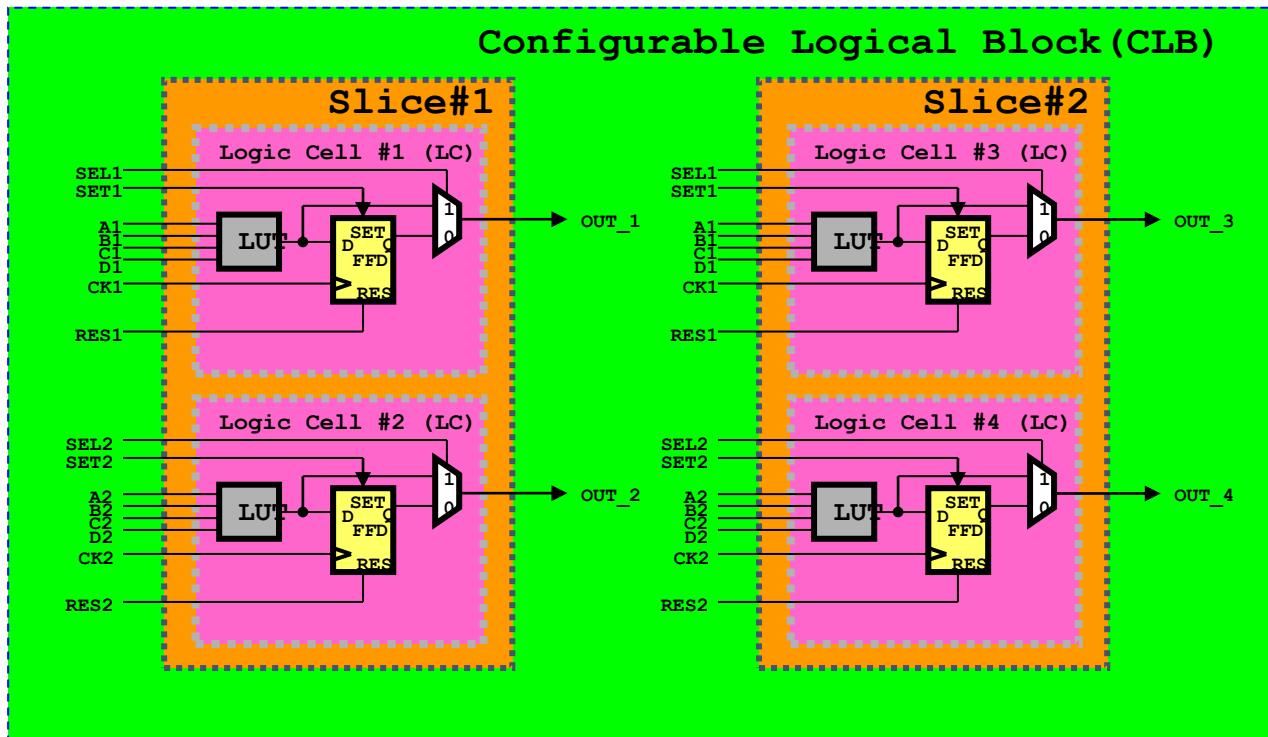 Configurable Logical Block(CLB)
Slice#1
Logic Cell #1 (LC)
SEL1
SET1
A1
B1
C1
D1
CK1
RES1
LUT
SET
D Q
FFD
RES
1
0
OUT_1
Logic Cell #2 (LC)
SEL2
SET2
A2
B2
C2
D2
CK2
RES2
LUT
SET
D Q
FFD
RES
1
0
OUT_2
Slice#2
Logic Cell #3 (LC)
SEL1
SET1
A1
B1
C1
D1
CK1
RES1
LUT
SET
D Q
FFD
RES
1
0
OUT_3
Logic Cell #4 (LC)
SEL2
SET2
A2
B2
C2
D2
CK2
RES2
LUT
SET
D Q
FFD
RES
1
0
OUT_4